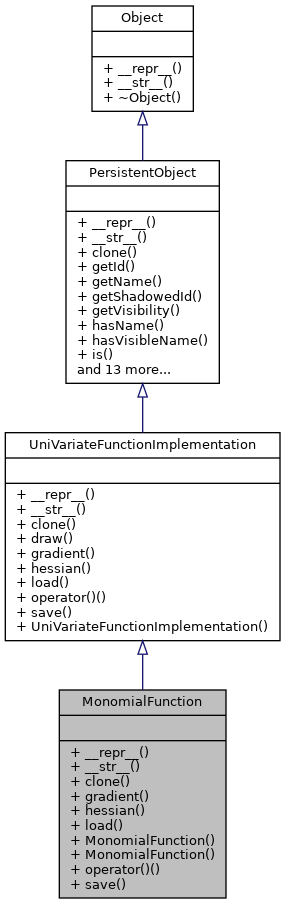 Object
+ __repr__()
+ __str__()
+ ~Object()
PersistentObject
+ __repr__()
+ __str__()
+ clone()
+ getId()
+ getName()
+ getShadowedId()
+ getVisibility()
+ hasName()
+ hasVisibleName()
+ is()
and 13 more...
UniVariateFunctionImplementation
+ __repr__()
+ __str__()
+ clone()
+ draw()
+ gradient()
+ hessian()
+ load()
+ operator()()
+ save()
+ UniVariateFunctionImplementation()
MonomialFunction
+ __repr__()
+ __str__()
+ clone()
+ gradient()
+ hessian()
+ load()
+ MonomialFunction()
+ MonomialFunction()
+ operator()()
+ save()